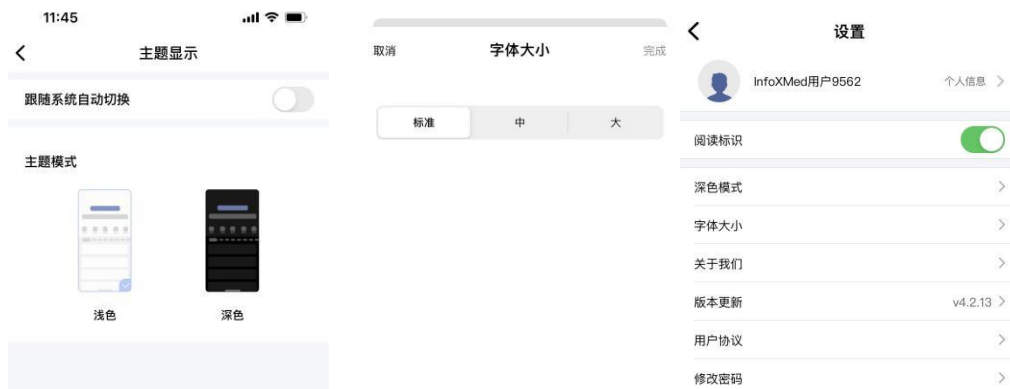 11:45
主题显示
跟随系统自动切换
主题模式
浅色
深色
取消
字体大小
完成
标准
中
大
设置
InfoXMed用户9562
个人信息
阅读标识
深色模式
字体大小
关于我们
版本更新
v4.2.13
用户协议
修改密码